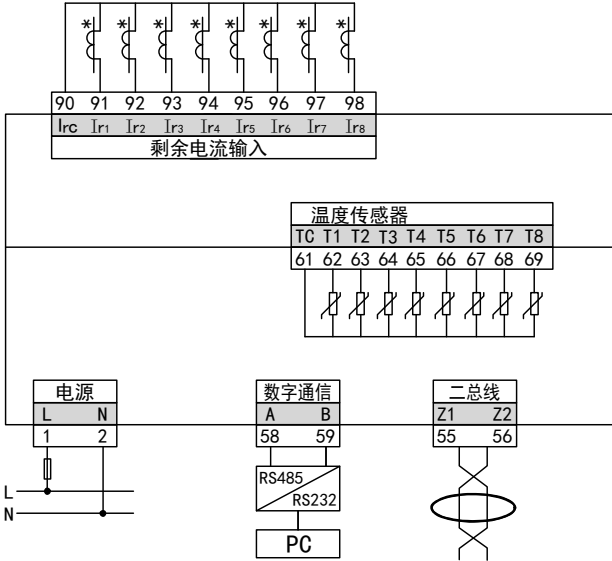 * * * * * * * *
90 91 92 93 94 95 96 97 98
Irc Ir1 Ir2 Ir3 Ir4 Ir5 Ir6 Ir7 Ir8
剩余电流输入
温度传感器
TC T1 T2 T3 T4 T5 T6 T7 T8
61 62 63 64 65 66 67 68 69
电源 数字通信 二总线
L N A B Z1 Z2
1 2 58 59 55 56
RS485
L
RS232
N
PC